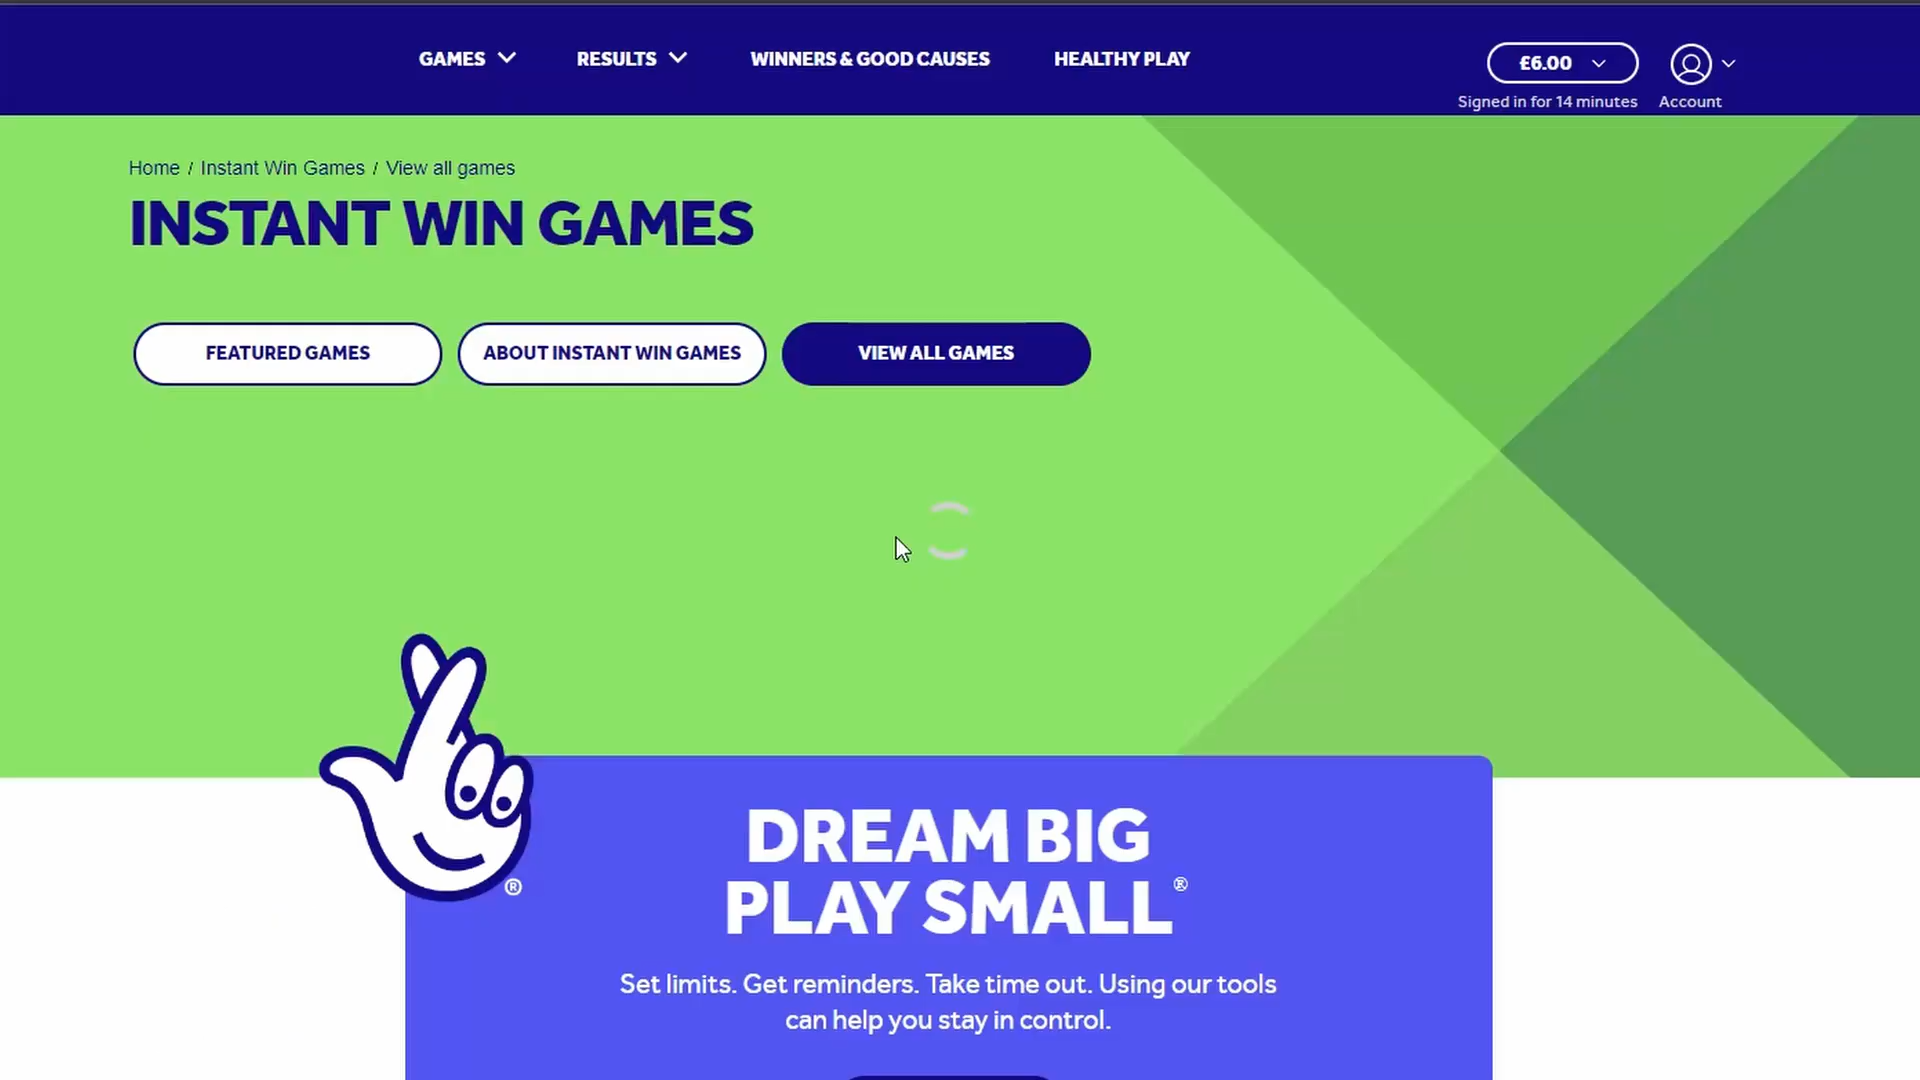 GAMES
RESULTS
WINNERS & GOOD CAUSES
HEALTHY PLAY
£6.00
Signed in for 14 minutes
Account
Home / Instant Win Games / View all games
INSTANT WIN GAMES
FEATURED GAMES
ABOUT INSTANT WIN GAMES
VIEW ALL GAMES
®
DREAM BIG
PLAY SMALL®
Set limits. Get reminders. Take time out. Using our tools
can help you stay in control.